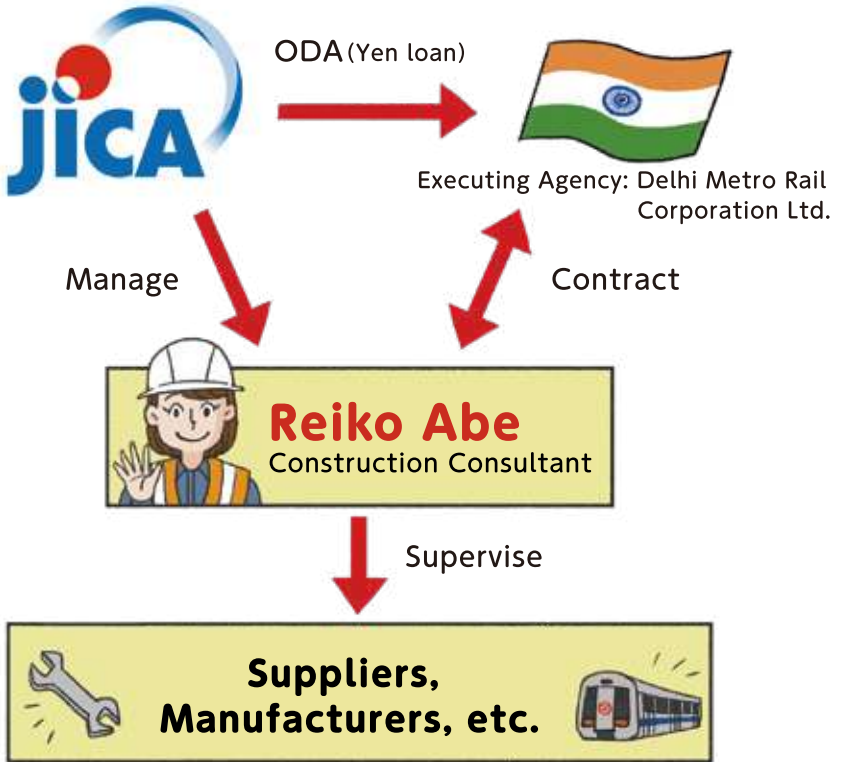 jica
ODA (Yen loan)
Executing Agency: Delhi Metro Rail
Corporation Ltd.
Manage
Contract
Reiko Abe
Construction Consultant
Supervise
Suppliers,
Manufacturers, etc.